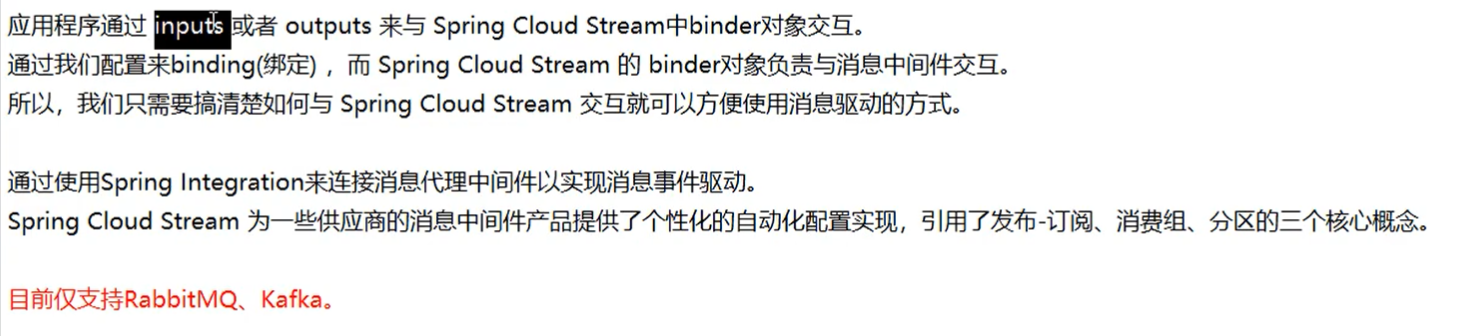 应用程序通过 inputs 或者 outputs 来与 Spring Cloud Stream中binder对象交互。
通过我们配置来binding(绑定) ，而 Spring Cloud Stream 的 binder对象负责与消息中间件交互。
所以，我们只需要搞清楚如何与 Spring Cloud Stream 交互就可以方便使用消息驱动的方式。
通过使用Spring Integration来连接消息代理中间件以实现消息事件驱动。
Spring Cloud Stream 为一些供应商的消息中间件产品提供了个性化的自动化配置实现，引用了发布-订阅、消费组、分区的三个核心概念。
目前仅支持RabbitMQ、Kafka。